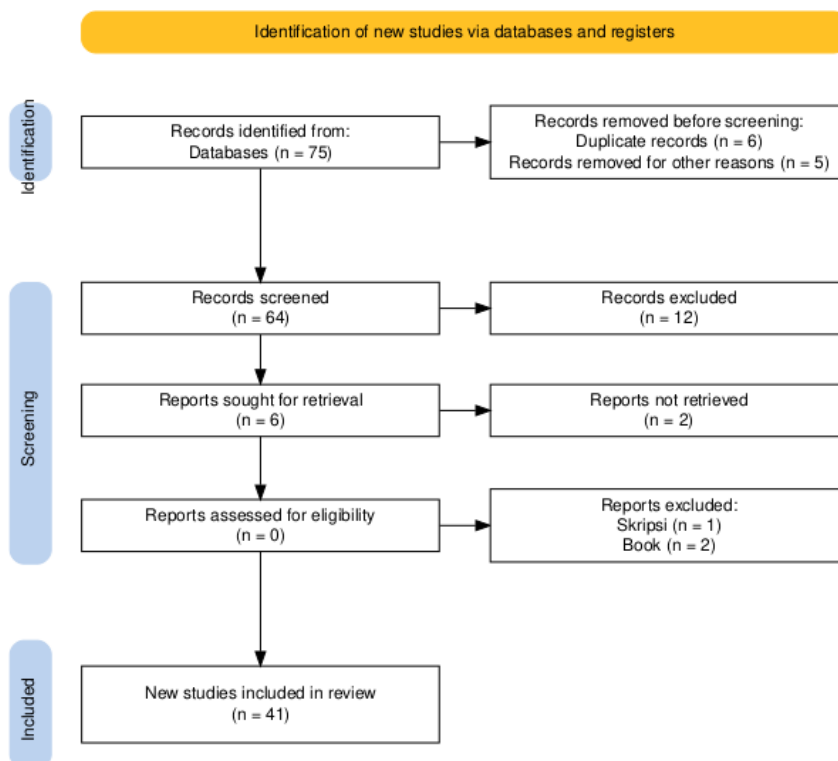 Identification of new studies via databases and registers
Identification
Records identified from:
Databases (n = 75)
Records removed before screening:
Duplicate records (n = 6)
Records removed for other reasons (n = 5)
Screening
Records screened
(n = 64)
Records excluded
(n = 12)
Reports sought for retrieval
(n = 6)
Reports not retrieved
(n = 2)
Reports assessed for eligibility
(n = 0)
Reports excluded:
Skripsi (n = 1)
Book (n = 2)
Included
New studies included in review
(n = 41)